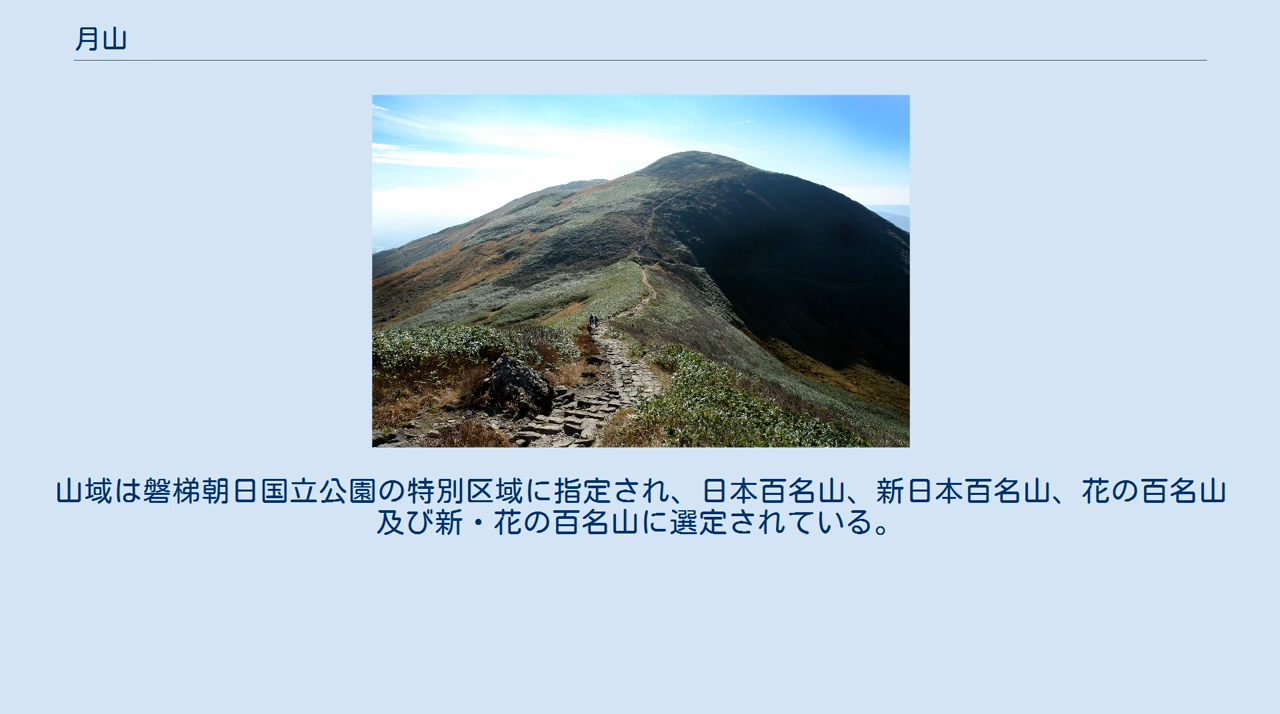 月山
山域は磐梯朝日国立公園の特別区域に指定され、日本百名山、新日本百名山、花の百名山
及び新・花の百名山に選定されている。